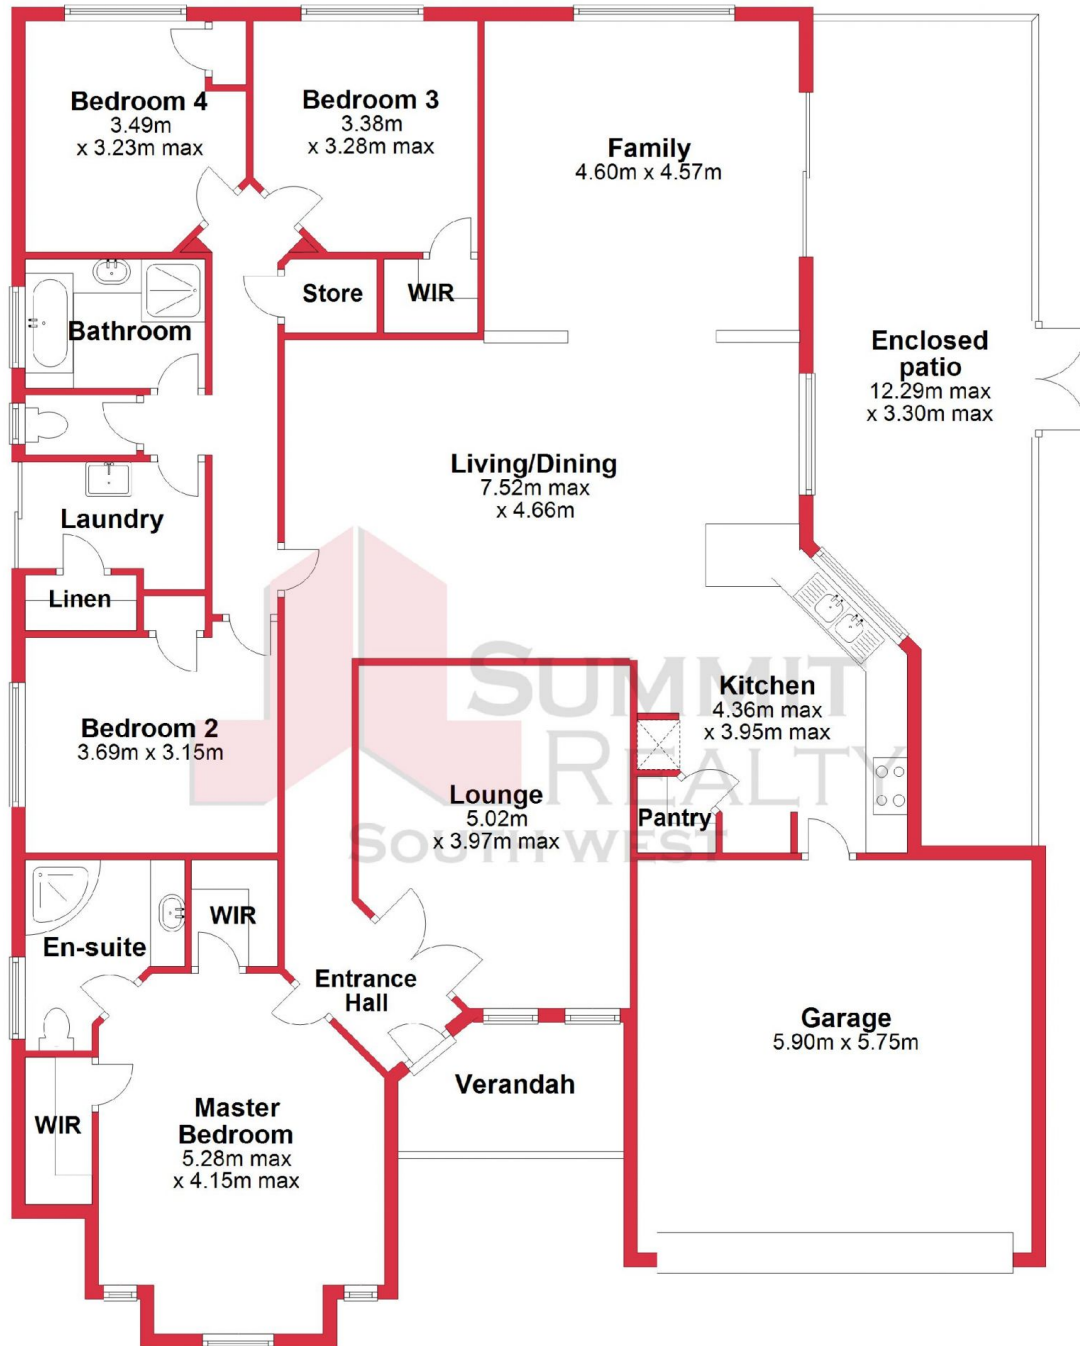 Bedroom 4
3.49m
x 3.23m max
Bedroom 3
3.38m
x 3.28m max
Family
4.60m x 4.57m
Store
WIR
Bathroom
Enclosed
patio
12.29m max
x 3.30m max
Living/Dining
7.52m max
x 4.66m
Laundry
Linen
Bedroom 2
3.69m x 3.15m
SUMMIT
REALTY
SOUTH WEST
Kitchen
4.36m max
x 3.95m max
Lounge
5.02m
x 3.97m max
Pantry
WIR
En-suite
Entrance
Hall
Garage
5.90m x 5.75m
Verandah
WIR
Master
Bedroom
5.28m max
x 4.15m max